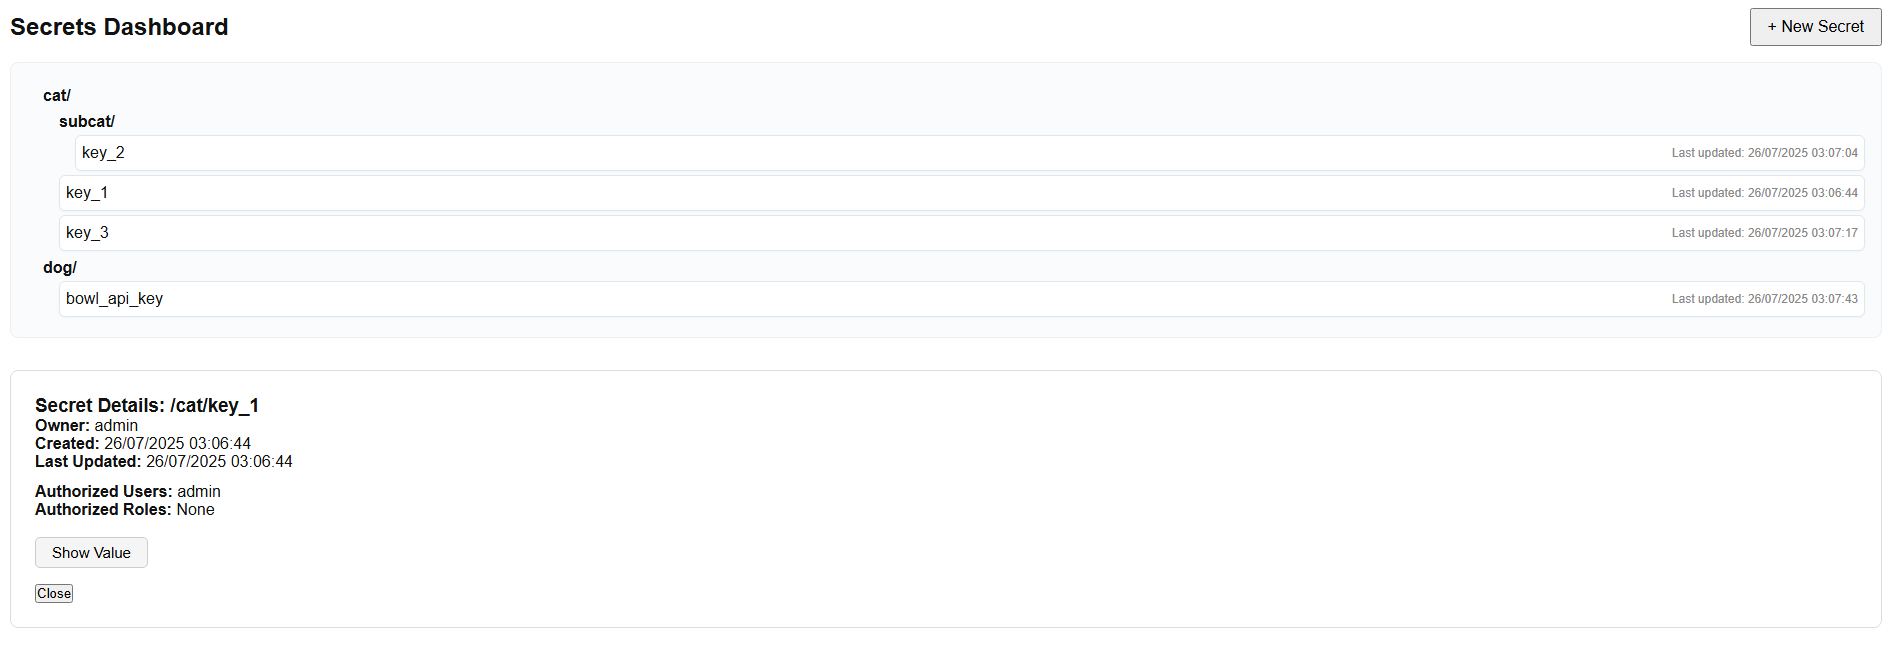 Secrets Dashboard
+ New Secret
cat/
subcat/
key_2 Last updated: 26/07/2025 03:07:04
key_1 Last updated: 26/07/2025 03:06:44
key_3 Last updated: 26/07/2025 03:07:17
dog/
bowl_api_key Last updated: 26/07/2025 03:07:43
Secret Details: /cat/key_1
Owner: admin
Created: 26/07/2025 03:06:44
Last Updated: 26/07/2025 03:06:44
Authorized Users: admin
Authorized Roles: None
Show Value
Close